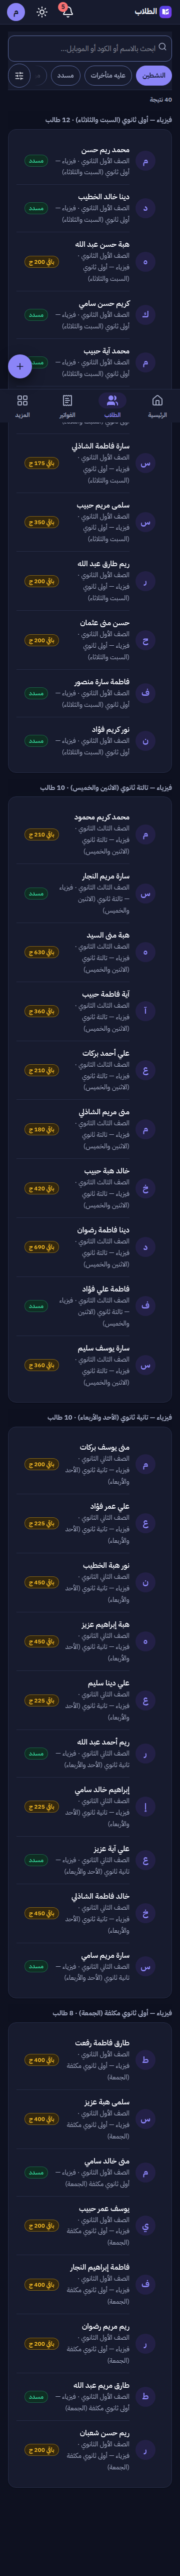 الطلاب
5
م
ابحث بالاسم أو الكود أو الموبايل...
النشطين
عليه متأخرات
مسدد
40 نتيجة
فيزياء — أولى ثانوي (السبت والثلاثاء) · 12 طالب
م
محمد ريم حسن
الصف الأول الثانوي · فيزياء —
أولى ثانوي (السبت والثلاثاء)
مسدد
د
دينا خالد الخطيب
الصف الأول الثانوي · فيزياء —
أولى ثانوي (السبت والثلاثاء)
مسدد
ه
هبة حسن عبد الله
الصف الأول الثانوي ·
فيزياء — أولى ثانوي
(السبت والثلاثاء)
باقي 200 ج
ك
كريم حسن سامي
الصف الأول الثانوي · فيزياء —
أولى ثانوي (السبت والثلاثاء)
مسدد
م
محمد آية حبيب
الصف الأول الثانوي · فيزياء —
أولى ثانوي (السبت والثلاثاء)
مسدد
الرئيسية
الطلاب
الفواتير
المزيد
س
سارة فاطمة الشاذلي
الصف الأول الثانوي ·
فيزياء — أولى ثانوي
(السبت والثلاثاء)
باقي 175 ج
س
سلمى مريم حبيب
الصف الأول الثانوي ·
فيزياء — أولى ثانوي
(السبت والثلاثاء)
باقي 350 ج
ر
ريم طارق عبد الله
الصف الأول الثانوي ·
فيزياء — أولى ثانوي
(السبت والثلاثاء)
باقي 200 ج
ح
حسن منى عثمان
الصف الأول الثانوي ·
فيزياء — أولى ثانوي
(السبت والثلاثاء)
باقي 200 ج
ف
فاطمة سارة منصور
الصف الأول الثانوي · فيزياء —
أولى ثانوي (السبت والثلاثاء)
مسدد
ن
نور كريم فؤاد
الصف الأول الثانوي · فيزياء —
أولى ثانوي (السبت والثلاثاء)
مسدد
فيزياء — ثالثة ثانوي (الاثنين والخميس) · 10 طالب
م
محمد كريم محمود
الصف الثالث الثانوي ·
فيزياء — ثالثة ثانوي
(الاثنين والخميس)
باقي 210 ج
س
سارة مريم النجار
الصف الثالث الثانوي · فيزياء
— ثالثة ثانوي (الاثنين
والخميس)
مسدد
ه
هبة منى السيد
الصف الثالث الثانوي ·
فيزياء — ثالثة ثانوي
(الاثنين والخميس)
باقي 630 ج
آ
آية فاطمة حبيب
الصف الثالث الثانوي ·
فيزياء — ثالثة ثانوي
(الاثنين والخميس)
باقي 360 ج
ع
علي أحمد بركات
الصف الثالث الثانوي ·
فيزياء — ثالثة ثانوي
(الاثنين والخميس)
باقي 210 ج
م
منى مريم الشاذلي
الصف الثالث الثانوي ·
فيزياء — ثالثة ثانوي
(الاثنين والخميس)
باقي 180 ج
خ
خالد هبة حبيب
الصف الثالث الثانوي ·
فيزياء — ثالثة ثانوي
(الاثنين والخميس)
باقي 420 ج
د
دينا فاطمة رضوان
الصف الثالث الثانوي ·
فيزياء — ثالثة ثانوي
(الاثنين والخميس)
باقي 690 ج
ف
فاطمة علي فؤاد
الصف الثالث الثانوي · فيزياء
— ثالثة ثانوي (الاثنين
والخميس)
مسدد
س
سارة يوسف سليم
الصف الثالث الثانوي ·
فيزياء — ثالثة ثانوي
(الاثنين والخميس)
باقي 360 ج
فيزياء — تانية ثانوي (الأحد والأربعاء) · 10 طالب
م
منى يوسف بركات
الصف الثاني الثانوي ·
فيزياء — تانية ثانوي (الأحد
والأربعاء)
باقي 200 ج
ع
علي عمر فؤاد
الصف الثاني الثانوي ·
فيزياء — تانية ثانوي (الأحد
والأربعاء)
باقي 225 ج
ن
نور هبة الخطيب
الصف الثاني الثانوي ·
فيزياء — تانية ثانوي (الأحد
والأربعاء)
باقي 450 ج
ه
هبة إبراهيم عزيز
الصف الثاني الثانوي ·
فيزياء — تانية ثانوي (الأحد
والأربعاء)
باقي 450 ج
ع
علي دينا سليم
الصف الثاني الثانوي ·
فيزياء — تانية ثانوي (الأحد
والأربعاء)
باقي 225 ج
ر
ريم أحمد عبد الله
الصف الثاني الثانوي · فيزياء —
تانية ثانوي (الأحد والأربعاء)
مسدد
إ
إبراهيم خالد سامي
الصف الثاني الثانوي ·
فيزياء — تانية ثانوي (الأحد
والأربعاء)
باقي 225 ج
ع
علي آية عزيز
الصف الثاني الثانوي · فيزياء —
تانية ثانوي (الأحد والأربعاء)
مسدد
خ
خالد فاطمة الشاذلي
الصف الثاني الثانوي ·
فيزياء — تانية ثانوي (الأحد
والأربعاء)
باقي 450 ج
س
سارة مريم سامي
الصف الثاني الثانوي · فيزياء —
تانية ثانوي (الأحد والأربعاء)
مسدد
فيزياء — أولى ثانوي مكثفة (الجمعة) · 8 طالب
ط
طارق فاطمة رفعت
الصف الأول الثانوي ·
فيزياء — أولى ثانوي مكثفة
(الجمعة)
باقي 400 ج
س
سلمى هبة عزيز
الصف الأول الثانوي ·
فيزياء — أولى ثانوي مكثفة
(الجمعة)
باقي 400 ج
م
منى خالد سامي
الصف الأول الثانوي · فيزياء —
أولى ثانوي مكثفة (الجمعة)
مسدد
ي
يوسف عمر حبيب
الصف الأول الثانوي ·
فيزياء — أولى ثانوي مكثفة
(الجمعة)
باقي 200 ج
ف
فاطمة إبراهيم النجار
الصف الأول الثانوي ·
فيزياء — أولى ثانوي مكثفة
(الجمعة)
باقي 400 ج
ر
ريم مريم رضوان
الصف الأول الثانوي ·
فيزياء — أولى ثانوي مكثفة
(الجمعة)
باقي 200 ج
ط
طارق مريم عبد الله
الصف الأول الثانوي · فيزياء —
أولى ثانوي مكثفة (الجمعة)
مسدد
ر
ريم حسن شعبان
الصف الأول الثانوي ·
فيزياء — أولى ثانوي مكثفة
(الجمعة)
باقي 200 ج